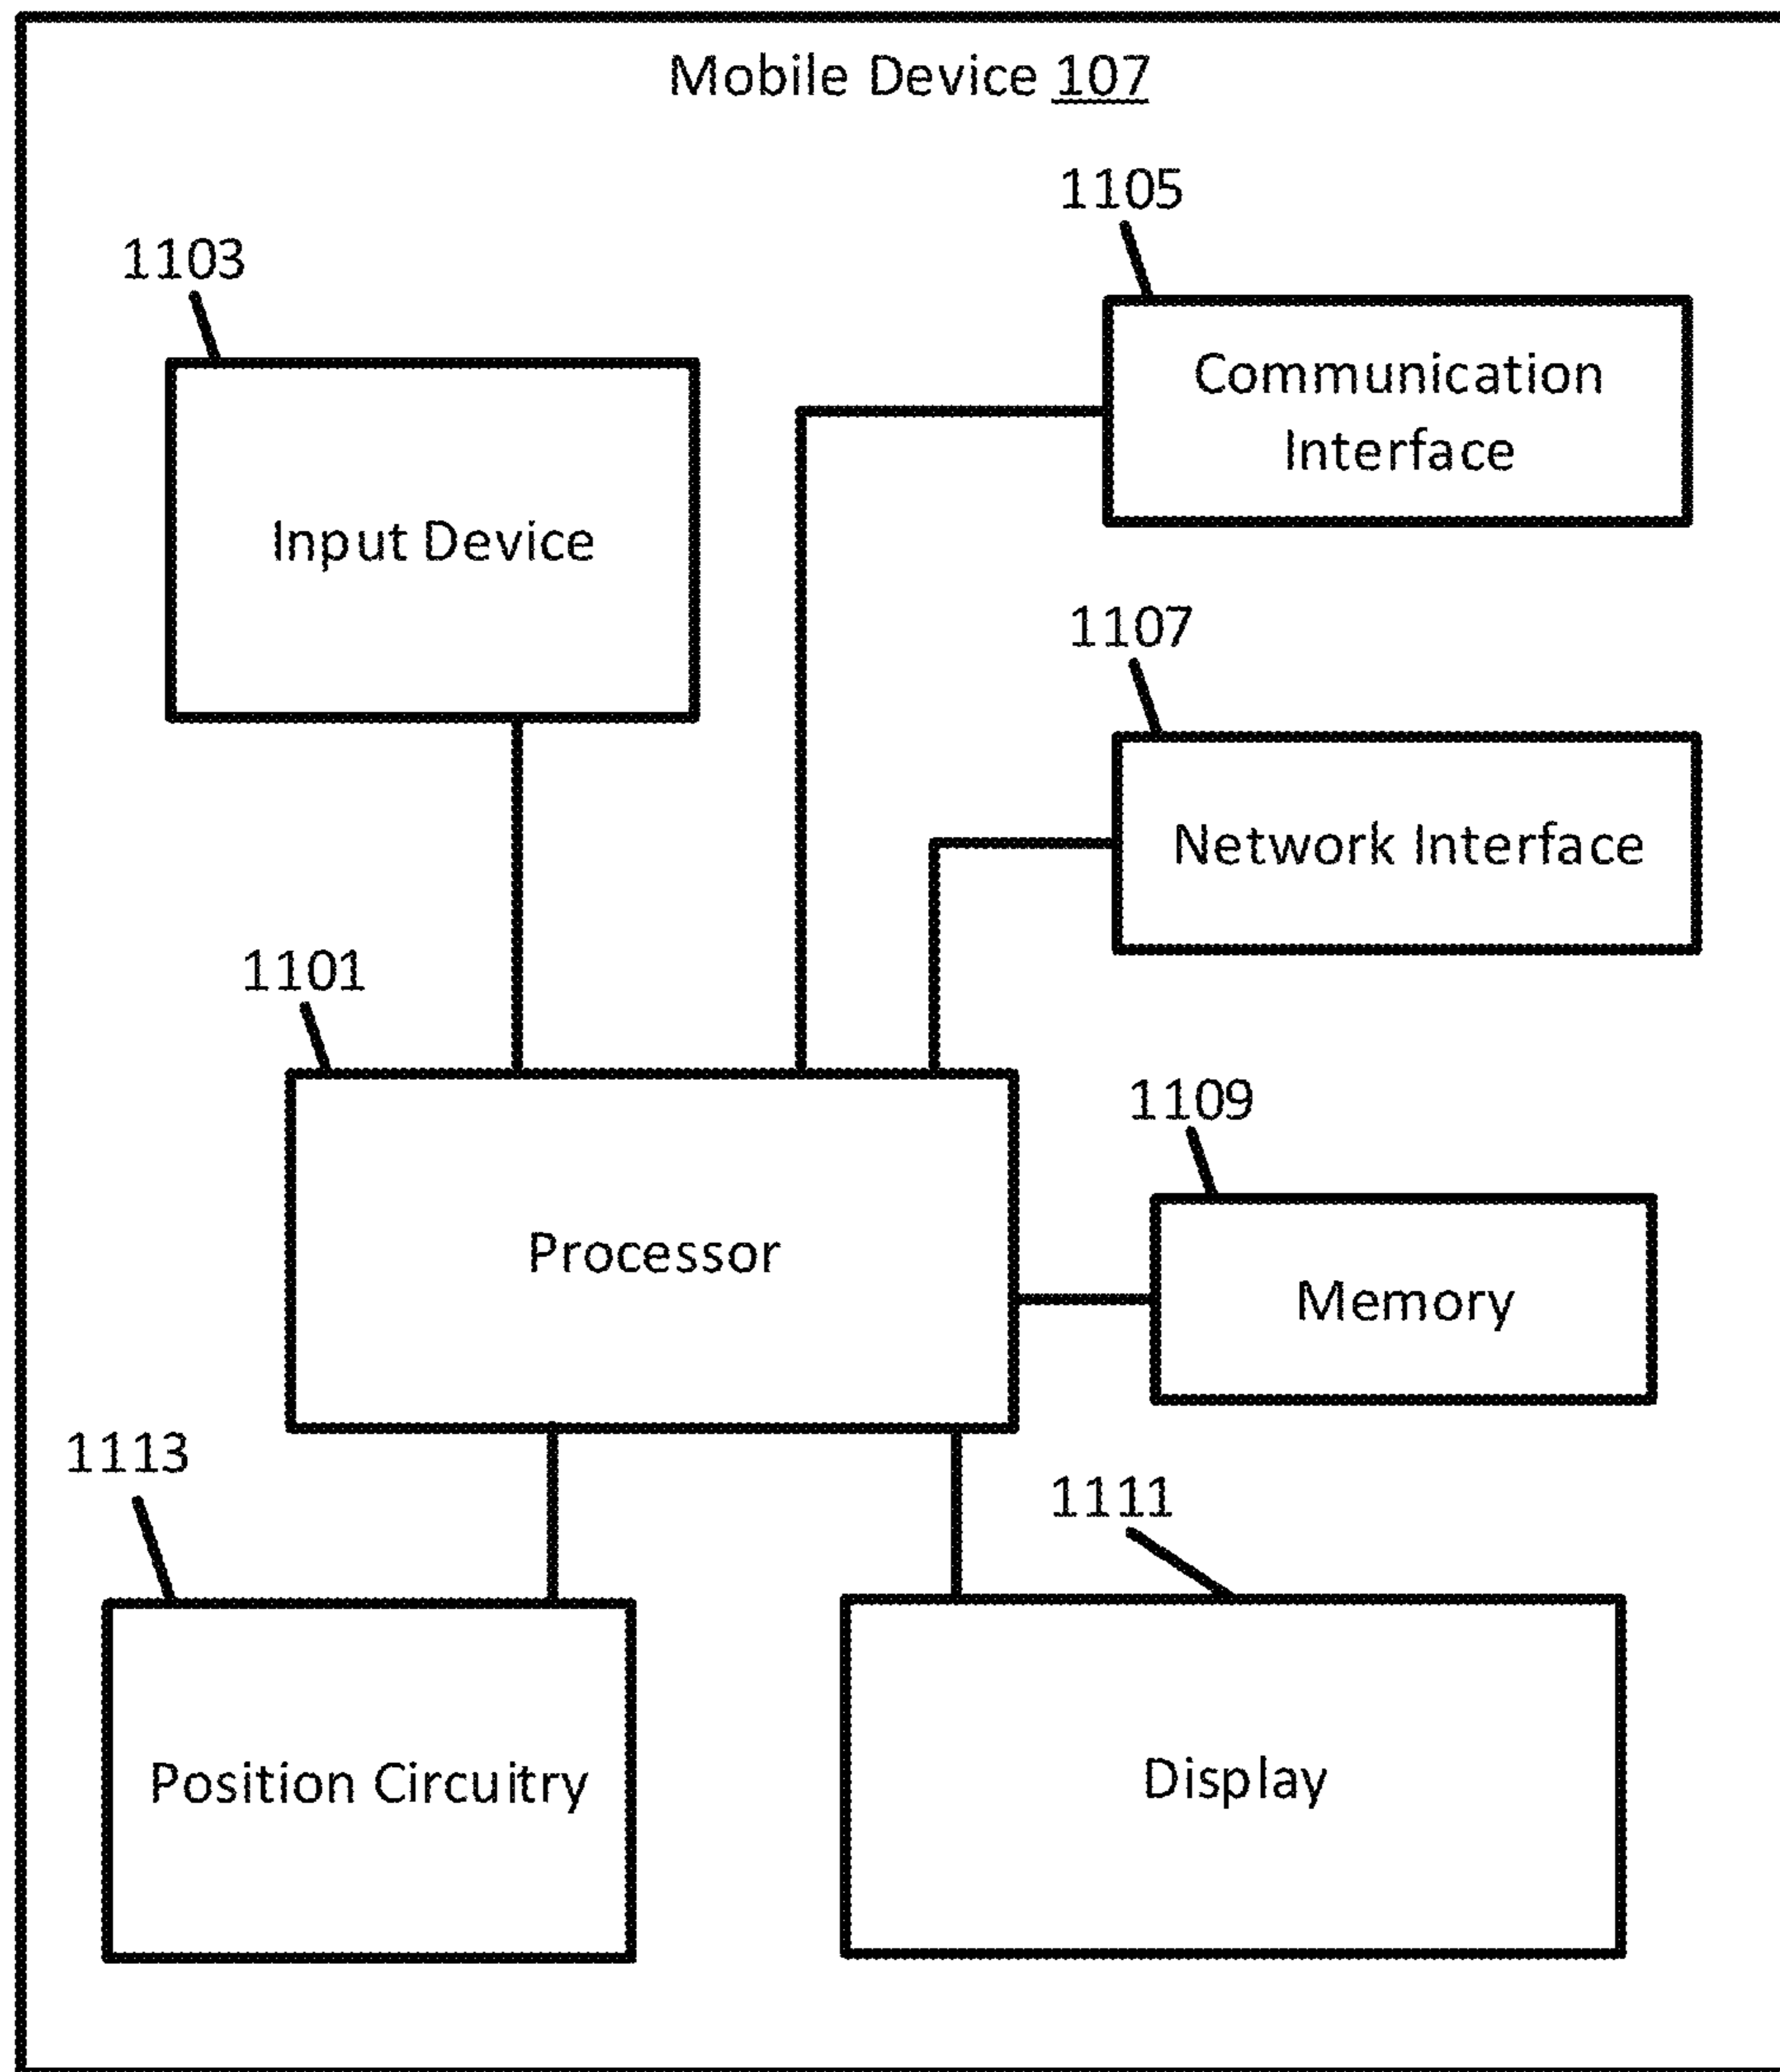 Mobile Device 107
1105
1103
Communication
Interface
Input Device
1107
Network Interface
1101
1109
Processor
Memory
1113
1111
Position Circuitry
Display